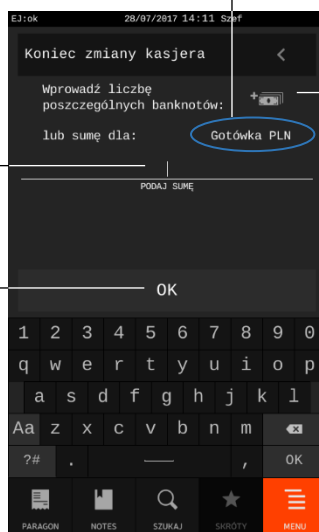 EJ:ok 28/07/2017 14:11 Szef
Koniec zmiany kasjera <
Wprowadź liczbę
poszczególnych banknotów:
lub sumę dla: Gotówka PLN
PODAJ SUMĘ
OK
1 2 3 4 5 6 7 8 9 0
q w e r t y u i o p
a s d f g h j k l
Aa z x c v b n m
?# . , OK
PARAGON NOTES SZUKAJ SKRÓTY MENU